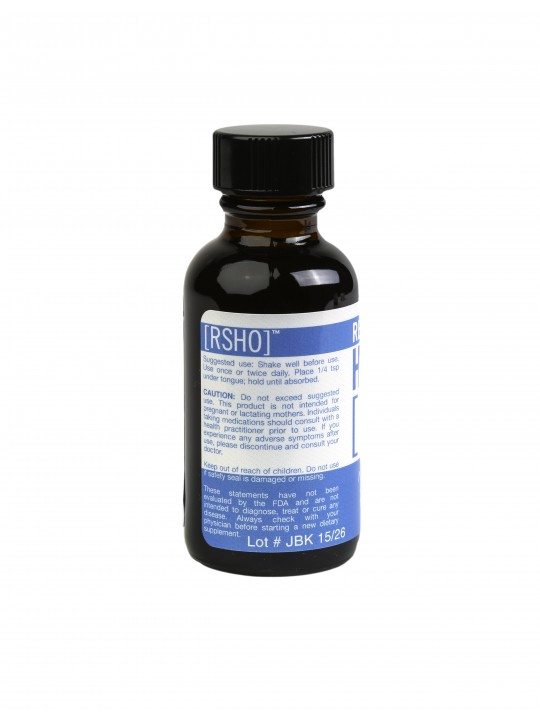 [RSHO]™
Suggested use: Shake well before use.
Use once or twice daily. Place 1/4 tsp
under tongue; hold until absorbed.
CAUTION: Do not exceed suggested
use. This product is not intended for
pregnant or lactating mothers. Individuals
taking medications should consult with a
health practitioner prior to use. If you
experience any adverse symptoms after
use, please discontinue and consult your
doctor.
Keep out of reach of children. Do not use
if safety seal is damaged or missing.
These statements have not been
evaluated by the FDA and are not
intended to diagnose, treat or cure any
disease. Always check with your
physician before starting a new dietary
supplement.
Lot # JBK 15/26